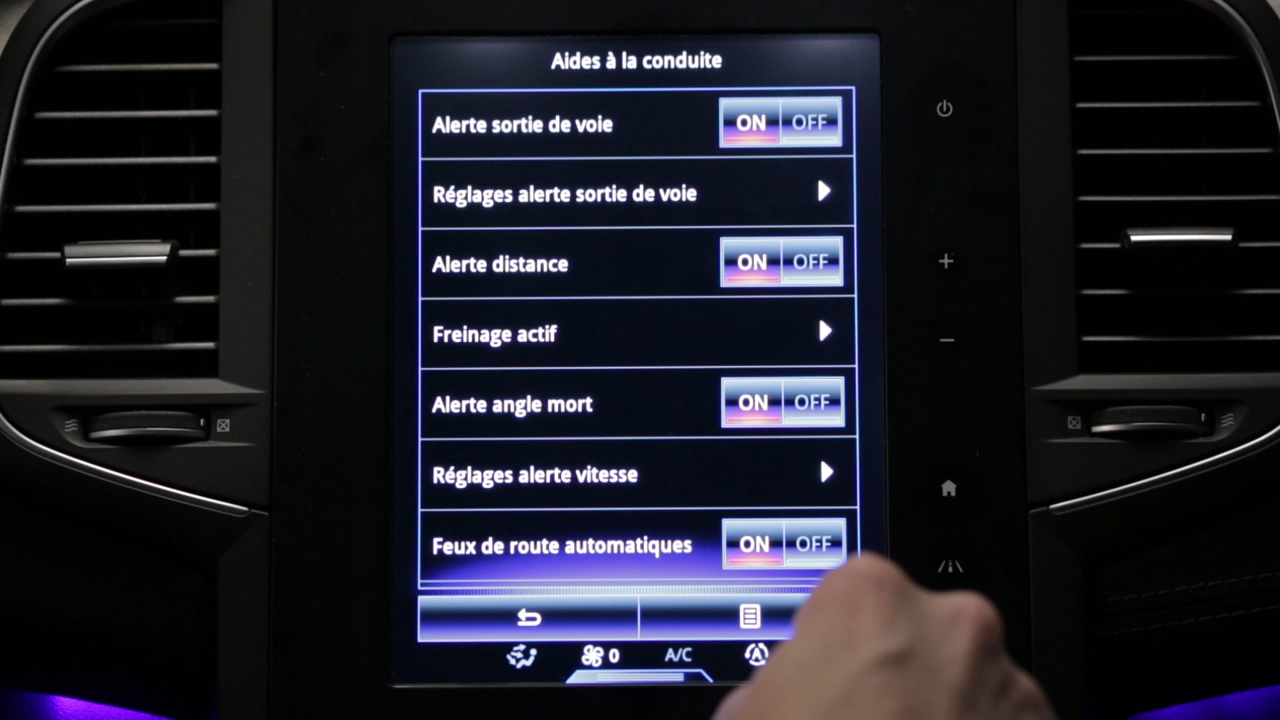 Aides à la conduite
Alerte sortie de voie ON OFF
Réglages alerte sortie de voie
Alerte distance ON OFF
Freinage actif
Alerte angle mort ON OFF
Réglages alerte vitesse
Feux de route automatiques ON OFF
0 A/C